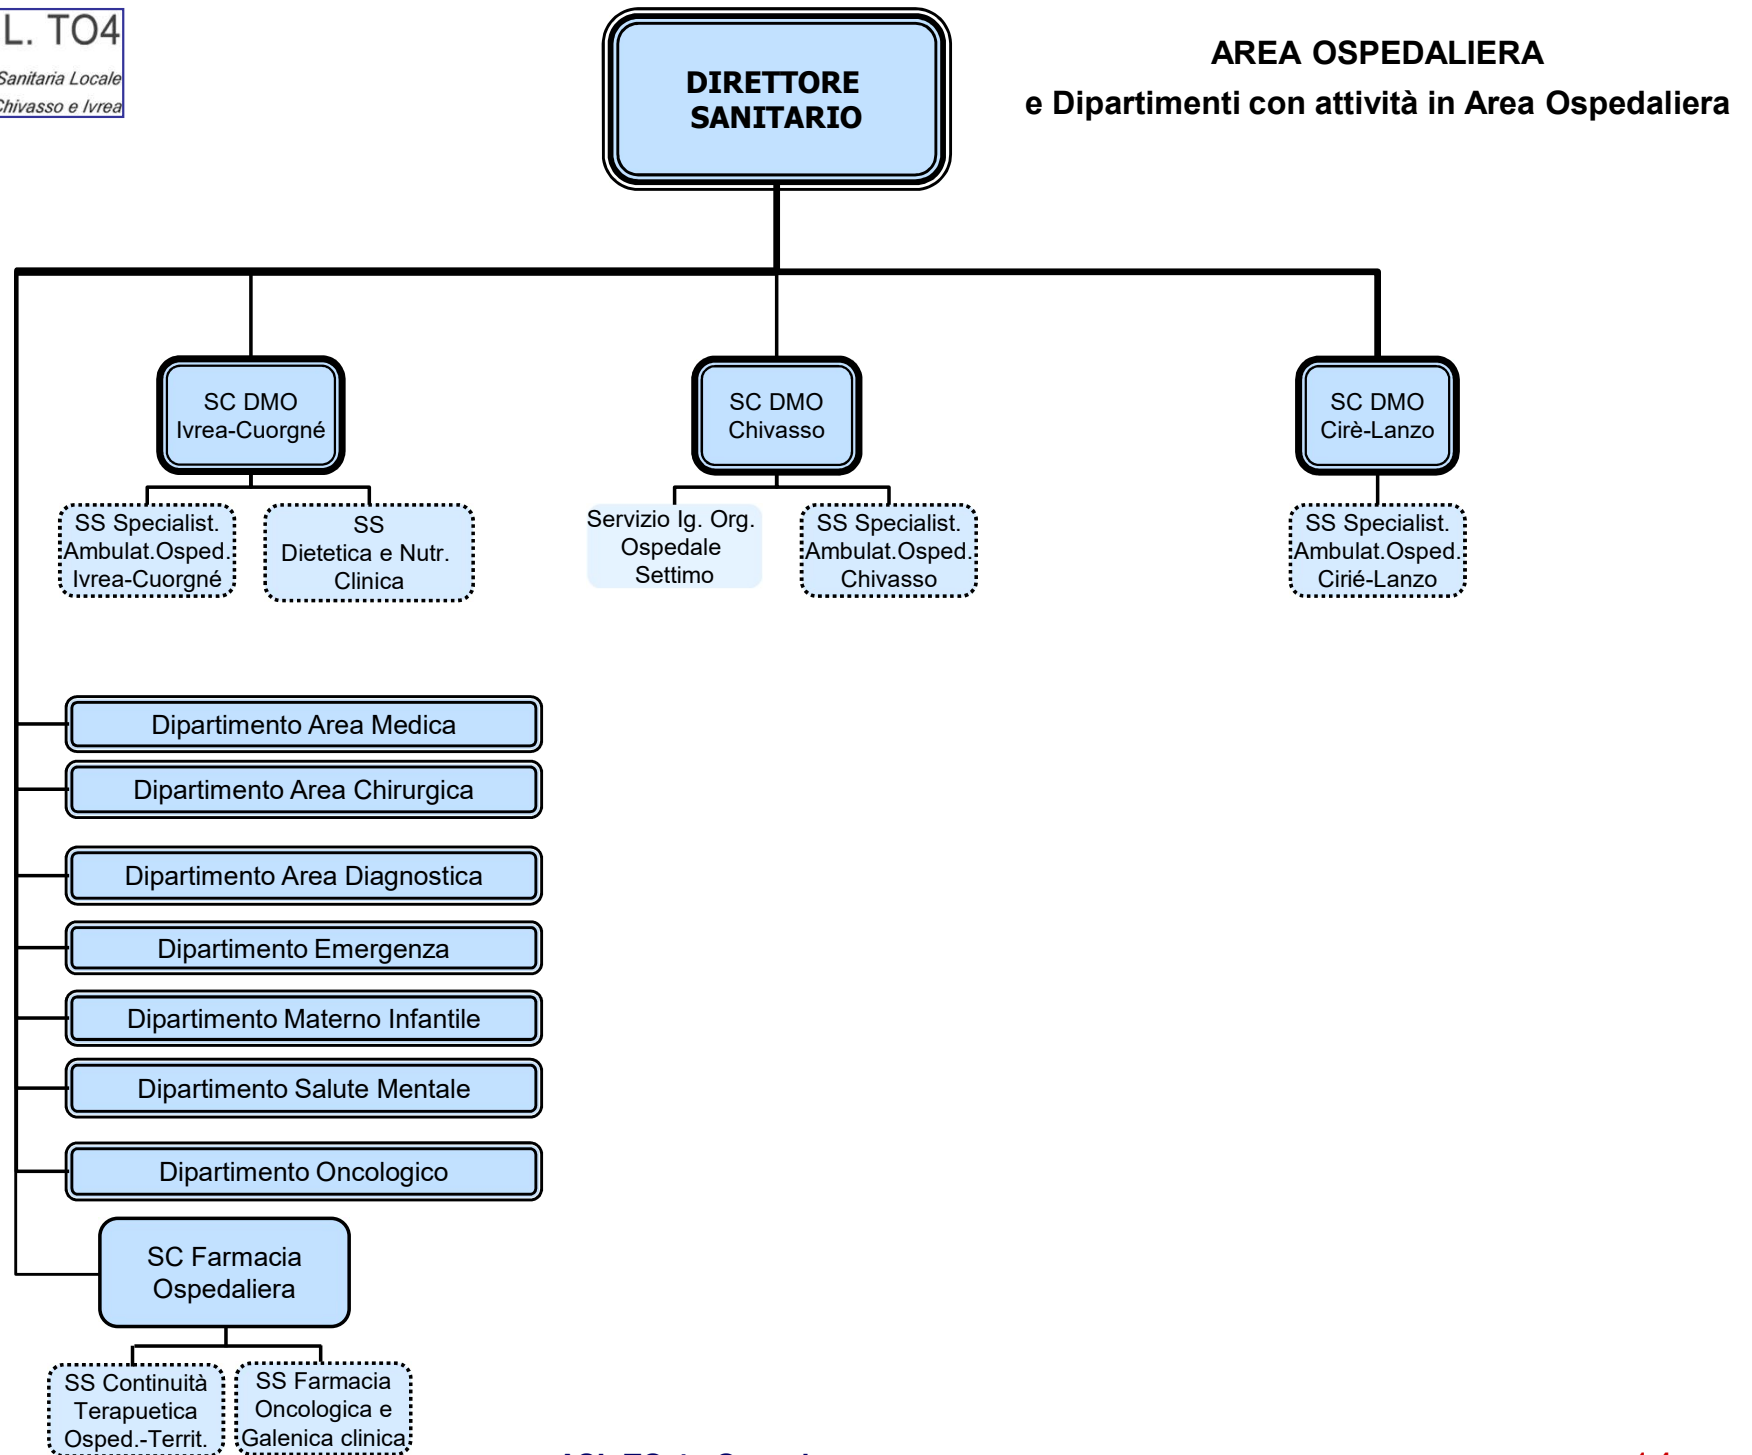 L. TO4
Sanitaria Locale
Chivasso e Ivrea
DIRETTORE
SANITARIO
AREA OSPEDALIERA
e Dipartimenti con attività in Area Ospedaliera
SC DMO
Ivrea-Cuorgné
SC DMO
Chivasso
SC DMO
Cirè-Lanzo
SS Specialist.
Ambulat.Osped.
Ivrea-Cuorgné
SS
Dietetica e Nutr.
Clinica
Servizio Ig. Org.
Ospedale
Settimo
SS Specialist.
Ambulat.Osped.
Chivasso
SS Specialist.
Ambulat.Osped.
Cirié-Lanzo
Dipartimento Area Medica
Dipartimento Area Chirurgica
Dipartimento Area Diagnostica
Dipartimento Emergenza
Dipartimento Materno Infantile
Dipartimento Salute Mentale
Dipartimento Oncologico
SC Farmacia
Ospedaliera
SS Continuità
Terapuetica
Osped.-Territ.
SS Farmacia
Oncologica e
Galenica clinica